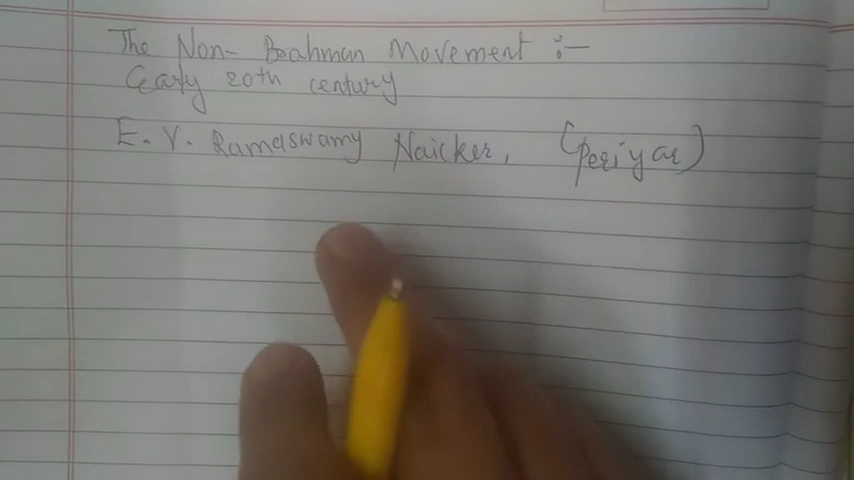 The Non-Brahman Movement :-
Early 20th century
E. V. Ramaswamy Naicker, (Periyar)